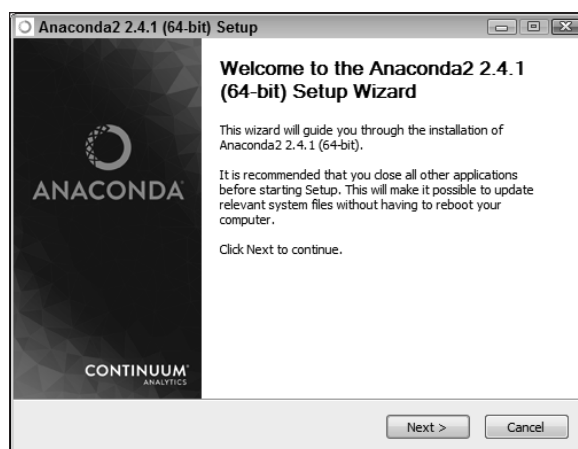 Anaconda2 2.4.1 (64-bit) Setup
Welcome to the Anaconda2 2.4.1
(64-bit) Setup Wizard
This wizard will guide you through the installation of
Anaconda2 2.4.1 (64-bit).
It is recommended that you close all other applications
before starting Setup. This will make it possible to update
relevant system files without having to reboot your
computer.
Click Next to continue.
ANACONDA
CONTINUUM
ANALYTICS
Next >
Cancel